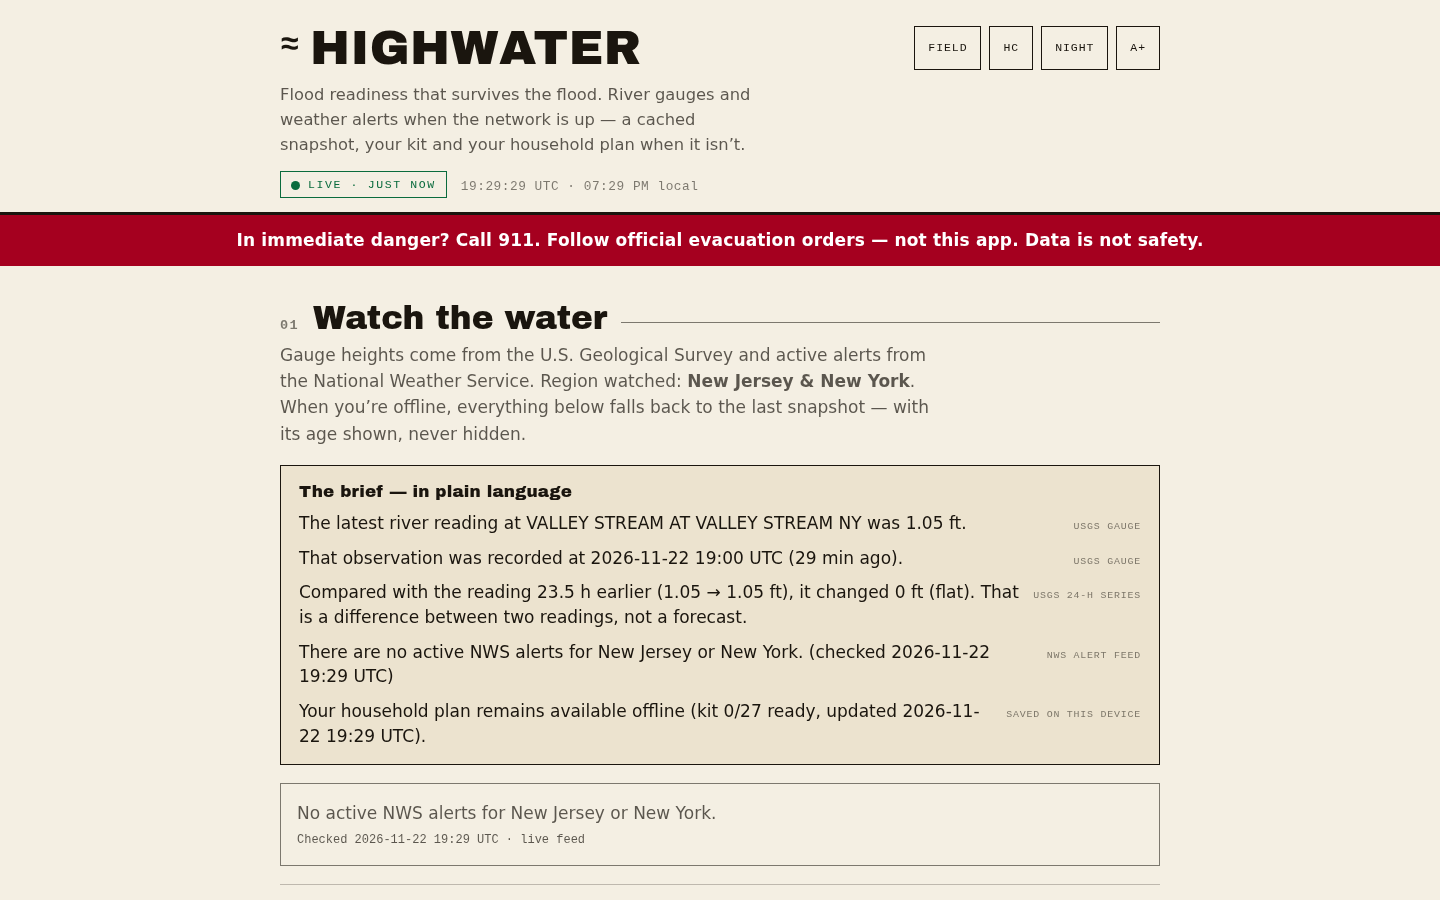 ≈ HIGHWATER
FIELD
HC
NIGHT
A+
Flood readiness that survives the flood. River gauges and
weather alerts when the network is up — a cached
snapshot, your kit and your household plan when it isn’t.
LIVE · JUST NOW
19:29:29 UTC · 07:29 PM local
In immediate danger? Call 911. Follow official evacuation orders — not this app. Data is not safety.
01 Watch the water
Gauge heights come from the U.S. Geological Survey and active alerts from
the National Weather Service. Region watched: New Jersey & New York.
When you’re offline, everything below falls back to the last snapshot — with
its age shown, never hidden.
The brief — in plain language
The latest river reading at VALLEY STREAM AT VALLEY STREAM NY was 1.05 ft.
USGS GAUGE
That observation was recorded at 2026-11-22 19:00 UTC (29 min ago).
USGS GAUGE
Compared with the reading 23.5 h earlier (1.05 → 1.05 ft), it changed 0 ft (flat). That
is a difference between two readings, not a forecast.
USGS 24-H SERIES
There are no active NWS alerts for New Jersey or New York. (checked 2026-11-22
19:29 UTC)
NWS ALERT FEED
Your household plan remains available offline (kit 0/27 ready, updated 2026-11-
22 19:29 UTC).
SAVED ON THIS DEVICE
No active NWS alerts for New Jersey or New York.
Checked 2026-11-22 19:29 UTC · live feed